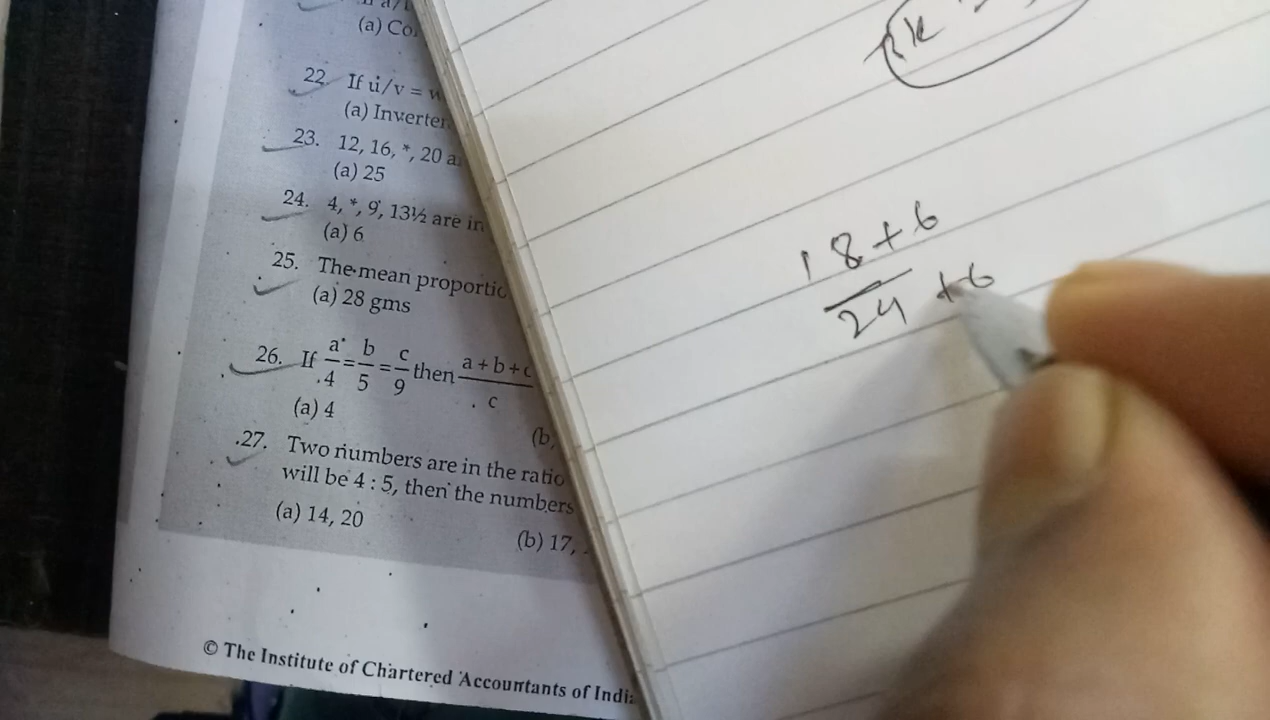 (a) Co
22. If u/v = w
(a) Inverte
23. 12, 16, *, 20 a
(a) 25
24. 4, *, 9, 13½ are in
(a) 6
25. The mean proportio
(a) 28 gms
26. If a/4 = b/5 = c/9 then a + b + c / c
(a) 4
(b)
27. Two numbers are in the ratio
will be 4 : 5, then the numbers
(a) 14, 20
(b) 17,
© The Institute of Chartered Accountants of India
18 + 6
24 + 6